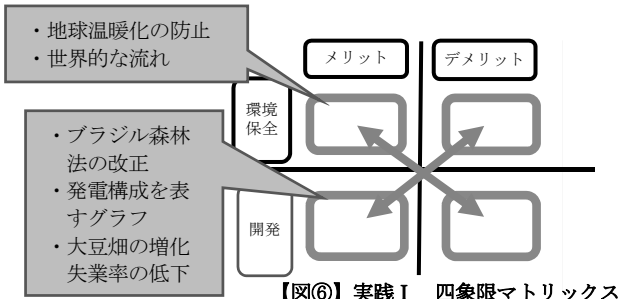 ・地球温暖化の防止
・世界的な流れ
メリット
デメリット
環境
保全
・ブラジル森林
法の改正
・発電構成を表
すグラフ
・大豆畑の増化
失業率の低下
開発
【図⑥】実践Ⅰ 四象限マトリックス